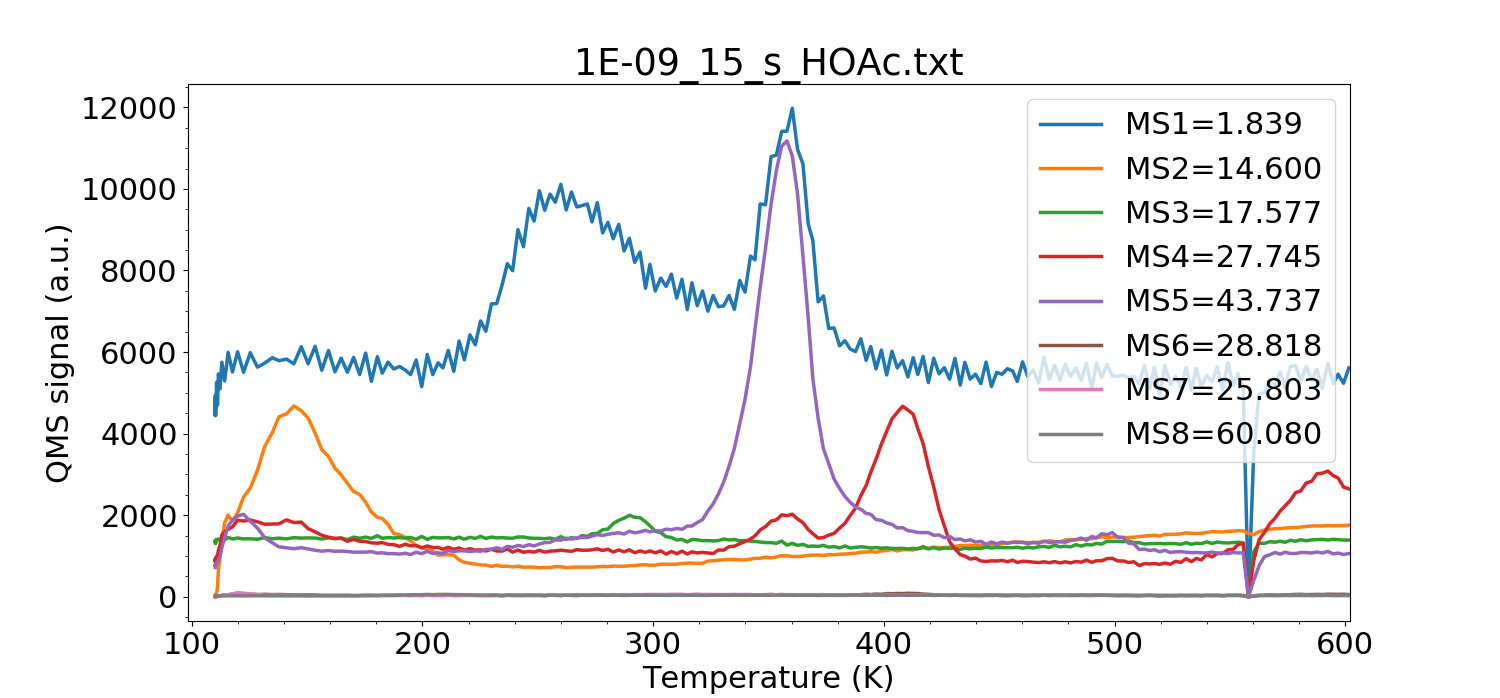 1E-09_15_s_HOAc.txt
12000
10000
8000
6000
4000
2000
0
QMS signal (a.u.)
MS1=1.839
MS2=14.600
MS3=17.577
MS4=27.745
MS5=43.737
MS6=28.818
MS7=25.803
MS8=60.080
100 200 300 400 500 600
Temperature (K)